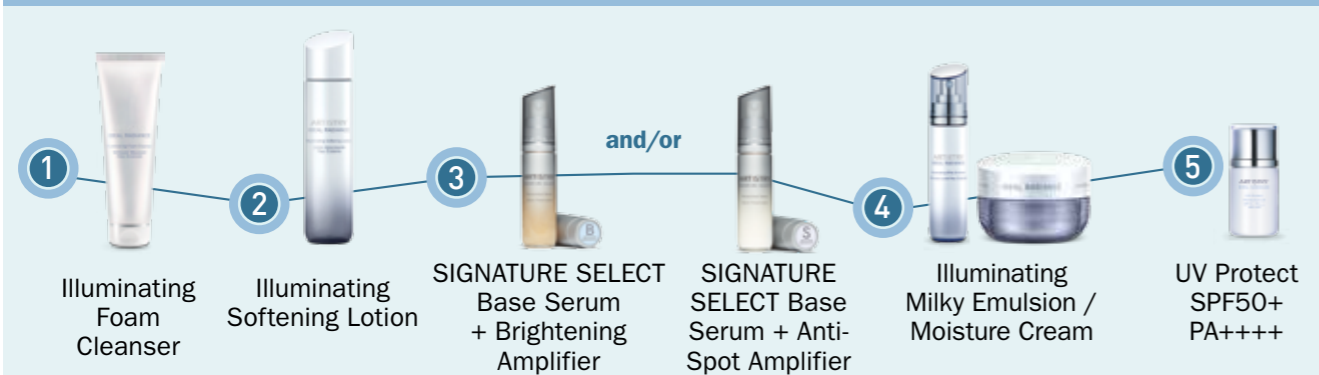 1
Illuminating
Foam
Cleanser
2
Illuminating
Softening Lotion
3
SIGNATURE SELECT
Base Serum
+ Brightening
Amplifier
B
and/or
SIGNATURE
SELECT Base
Serum + Anti-
Spot Amplifier
S
4
Illuminating
Milky Emulsion /
Moisture Cream
5
UV Protect
SPF50+
PA++++